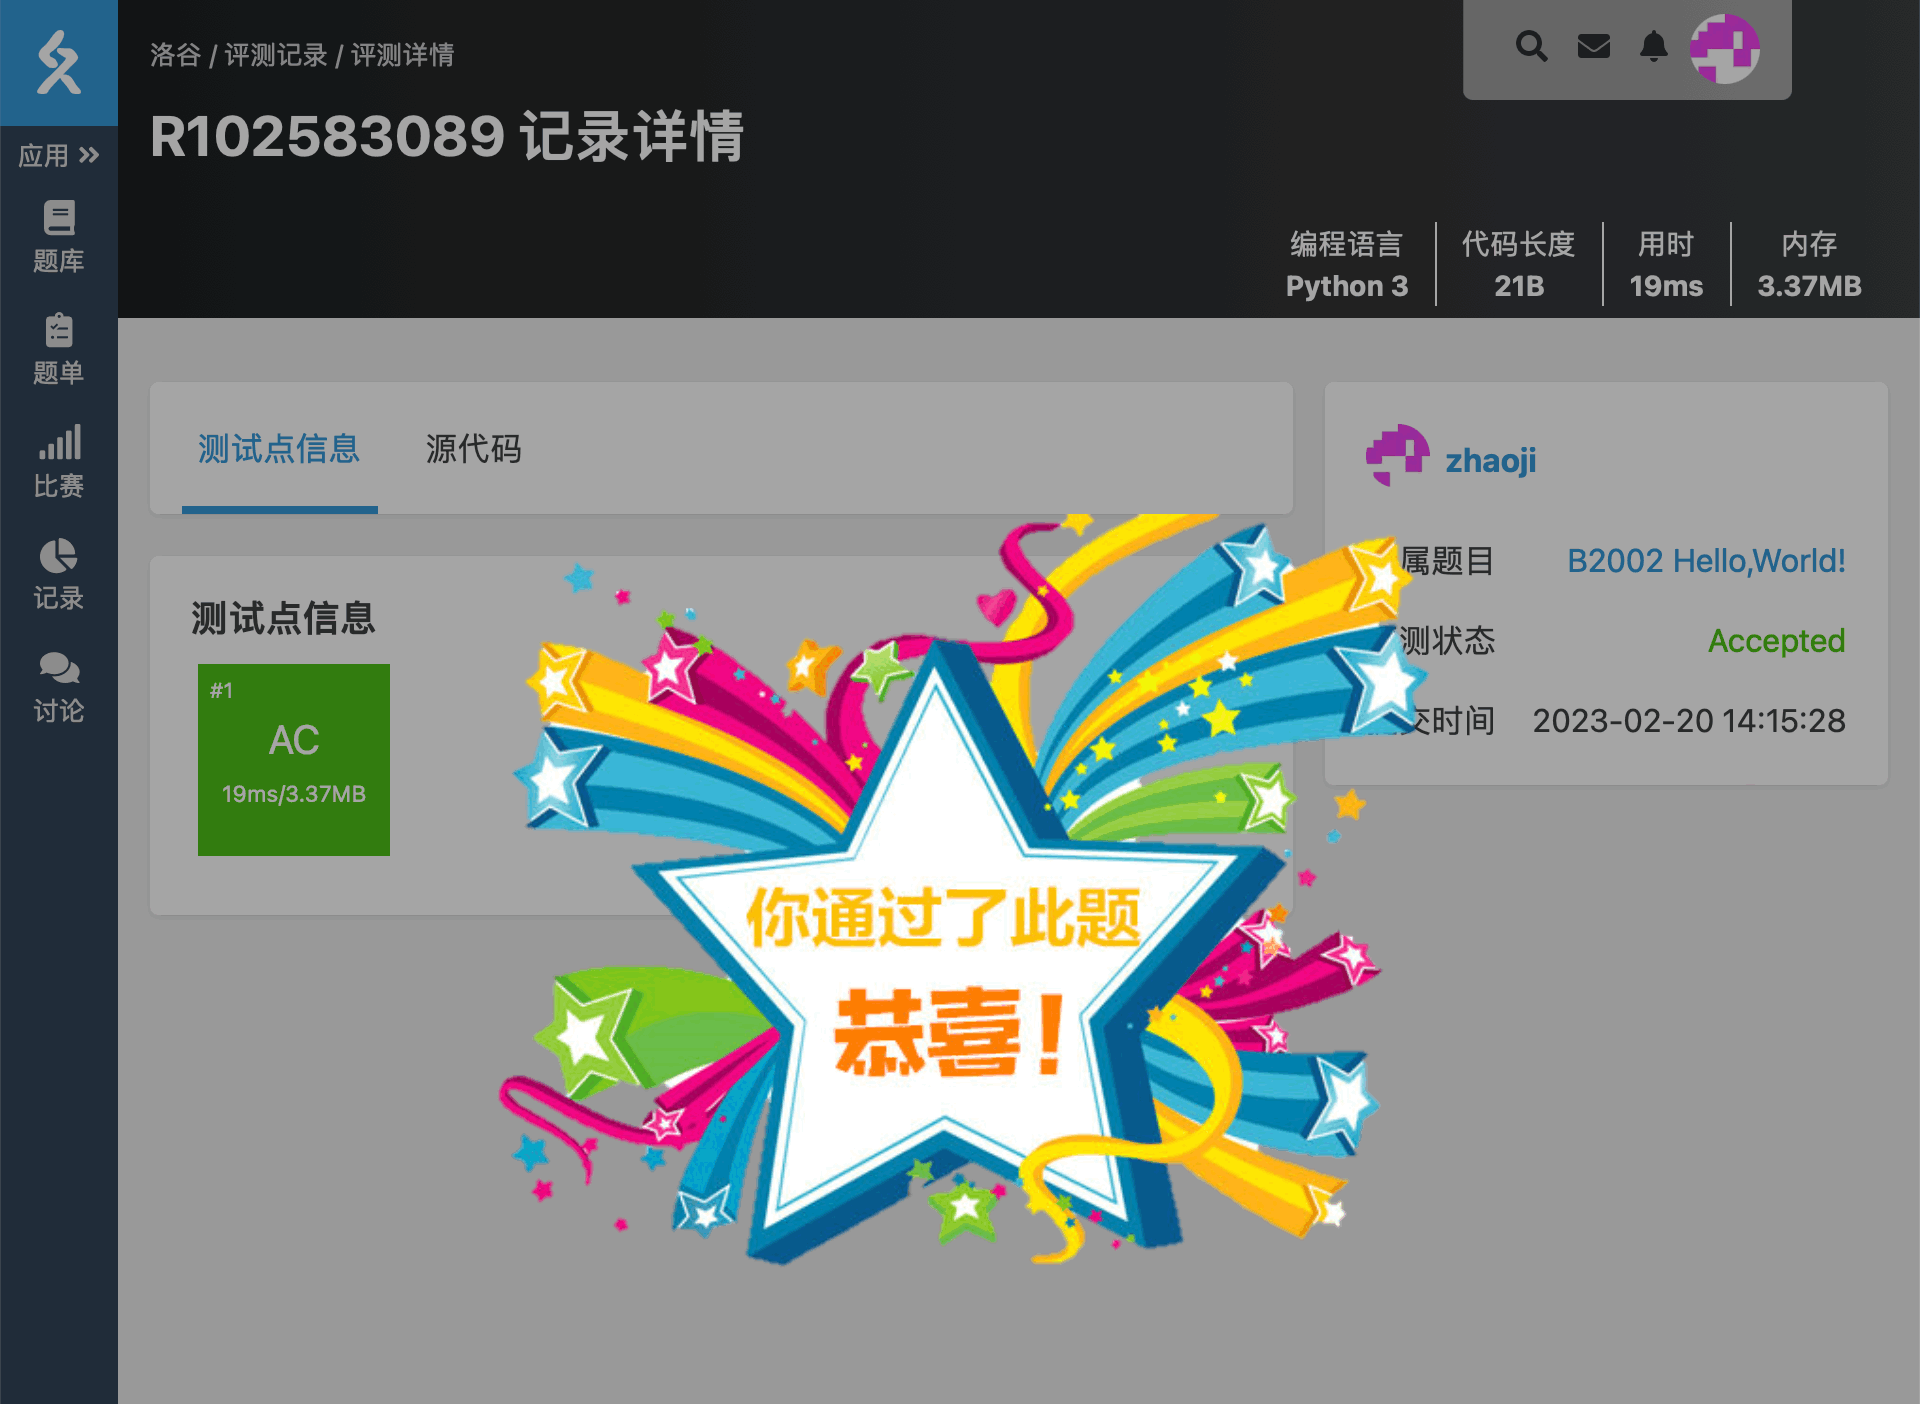 洛谷 / 评测记录 / 评测详情
R102583089 记录详情
应用
题库
题单
比赛
记录
讨论
编程语言
Python 3
代码长度
21B
用时
19ms
内存
3.37MB
测试点信息
源代码
测试点信息
#1
AC
19ms/3.37MB
zhaoji
属题目 B2002 Hello,World!
测状态 Accepted
交时间 2023-02-20 14:15:28
你通过了此题
恭喜!